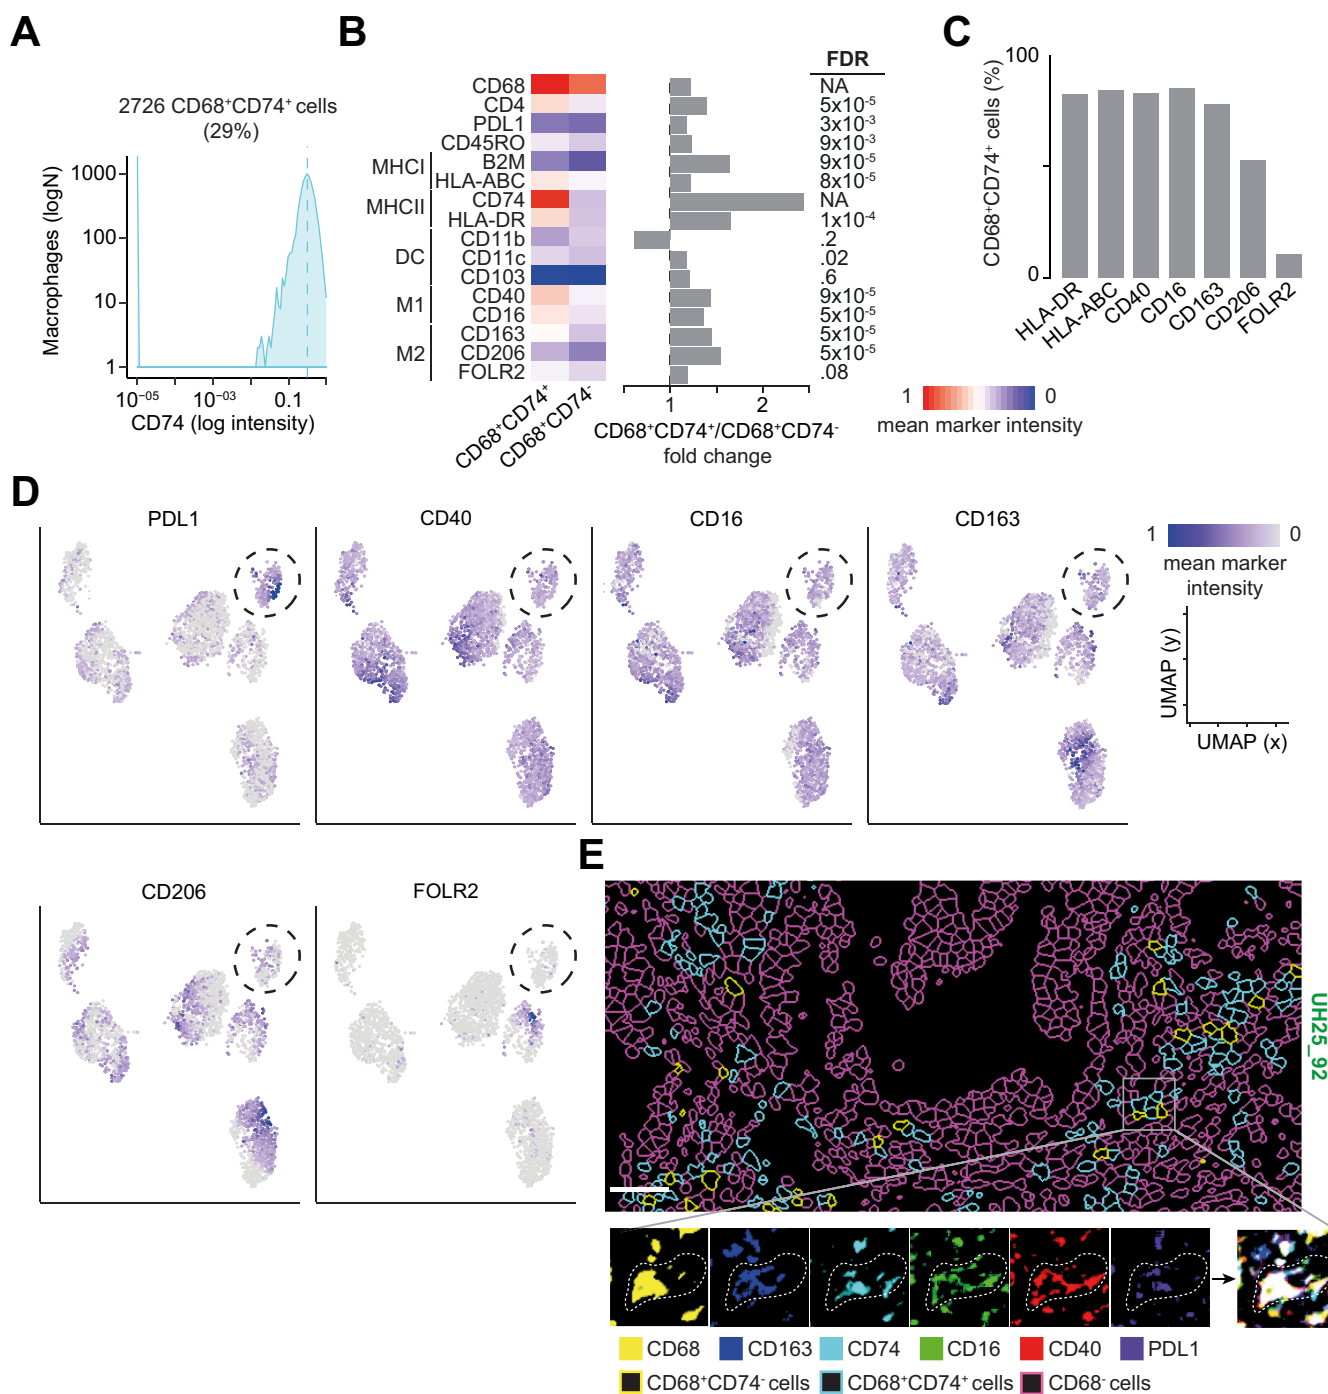 A
2726 CD68⁺CD74⁺ cells
(29%)
Macrophages (logN)
1000
100
10
1
10⁻⁰⁵
10⁻⁰³
0.1
CD74 (log intensity)
B
FDR
CD68 NA
CD4 5x10⁻⁵
PDL1 3x10⁻³
CD45RO 9x10⁻³
MHCI
B2M 9x10⁻⁵
HLA-ABC 8x10⁻⁵
MHCII
CD74 NA
HLA-DR 1x10⁻⁴
DC
CD11b .2
CD11c .02
CD103 .6
M1
CD40 9x10⁻⁵
CD16 5x10⁻⁵
M2
CD163 5x10⁻⁵
CD206 5x10⁻⁵
FOLR2 .08
CD68⁺CD74⁺
CD68⁺CD74⁻
1 2
CD68⁺CD74⁺/CD68⁺CD74⁻
fold change
1 0
mean marker intensity
C
CD68⁺CD74⁺ cells (%)
100
0
HLA-DR
HLA-ABC
CD40
CD16
CD163
CD206
FOLR2
D
PDL1
CD40
CD16
CD163
1 0
mean marker
intensity
UMAP (y)
UMAP (x)
CD206
FOLR2
E
UH25_92
CD68
CD163
CD74
CD16
CD40
PDL1
CD68⁺CD74⁻ cells
CD68⁺CD74⁺ cells
CD68⁻ cells